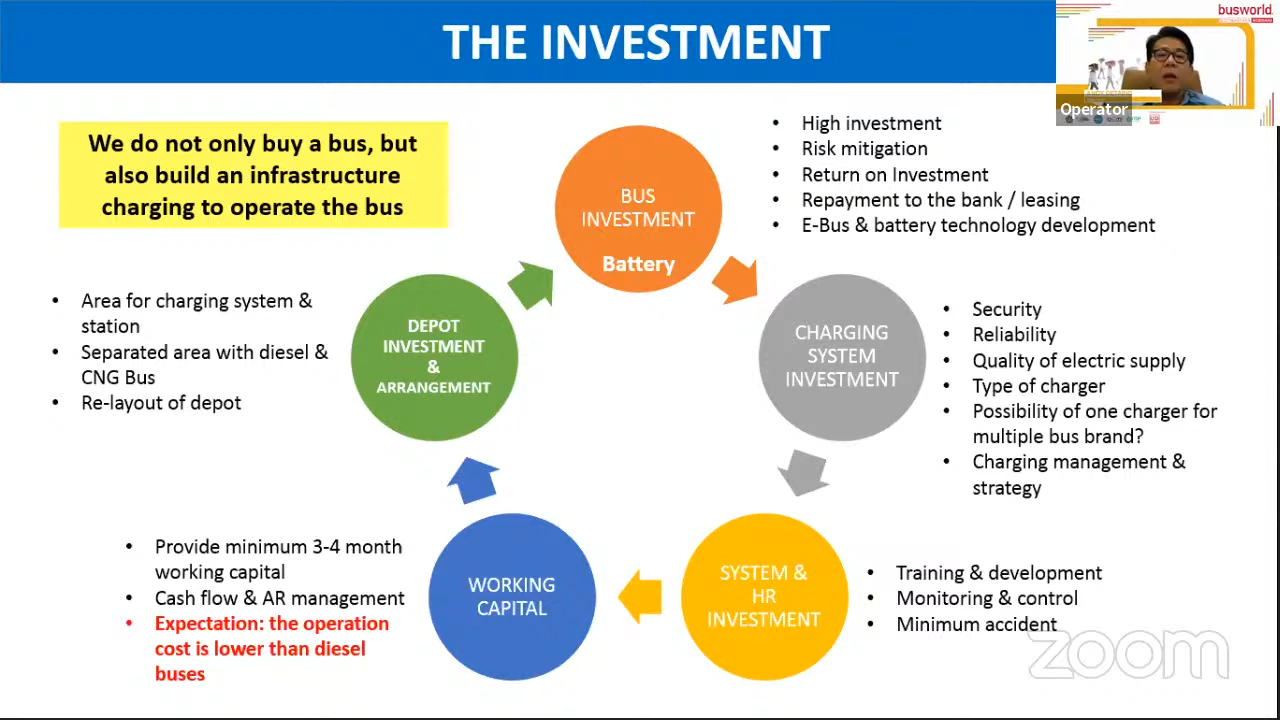 THE INVESTMENT
busworld
Operator
We do not only buy a bus, but
also build an infrastructure
charging to operate the bus
BUS
INVESTMENT
Battery
• High investment
• Risk mitigation
• Return on Investment
• Repayment to the bank / leasing
• E-Bus & battery technology development
• Area for charging system &
station
• Separated area with diesel &
CNG Bus
• Re-layout of depot
DEPOT
INVESTMENT
&
ARRANGEMENT
CHARGING
SYSTEM
INVESTMENT
• Security
• Reliability
• Quality of electric supply
• Type of charger
• Possibility of one charger for
multiple bus brand?
• Charging management &
strategy
• Provide minimum 3-4 month
working capital
• Cash flow & AR management
• Expectation: the operation
cost is lower than diesel
buses
WORKING
CAPITAL
SYSTEM &
HR
INVESTMENT
• Training & development
• Monitoring & control
• Minimum accident
zoom